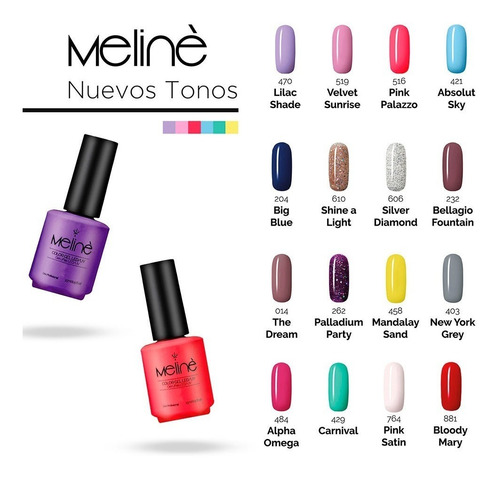 Melinè
Nuevos Tonos
Melinè
Melinè
470
Lilac
Shade
519
Velvet
Sunrise
516
Pink
Palazzo
421
Absolut
Sky
204
Big
Blue
610
Shine a
Light
606
Silver
Diamond
232
Bellagio
Fountain
014
The
Dream
262
Palladium
Party
458
Mandalay
Sand
403
New York
Grey
484
Alpha
Omega
429
Carnival
764
Pink
Satin
881
Bloody
Mary